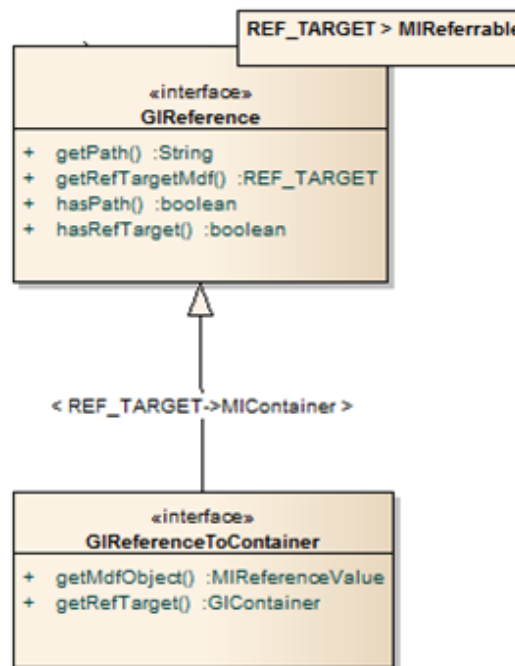 REF_TARGET > MIReferrable
«interface»
GIReference
+ getPath() :String
+ getRefTargetMdf() :REF_TARGET
+ hasPath() :boolean
+ hasRefTarget() :boolean
< REF_TARGET->MIContainer >
«interface»
GIReferenceToContainer
+ getMdfObject() :MIReferenceValue
+ getRefTarget() :GIContainer